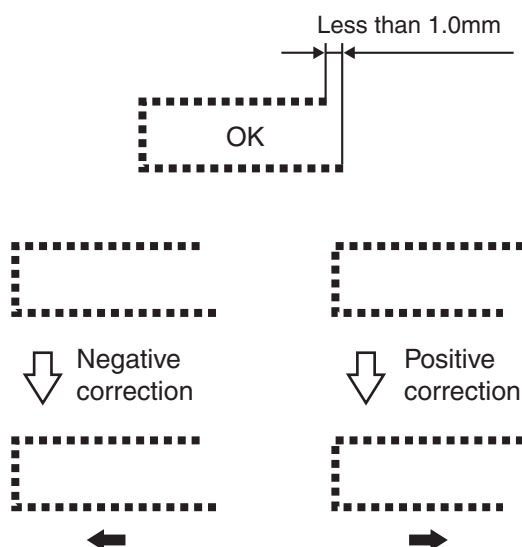 Less than 1.0mm
OK
Negative
correction
Positive
correction